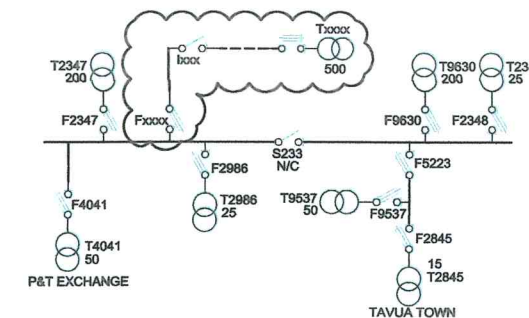 Txxxx
Ixxx
500
T2347
200
T9630
200
T23
25
F2347
Fxxxx
F9630
F2348
S233
N/C
F2986
F5223
F4041
T2986
25
T9537
50
F9537
F2845
T4041
50
15
T2845
P&T EXCHANGE
TAVUA TOWN